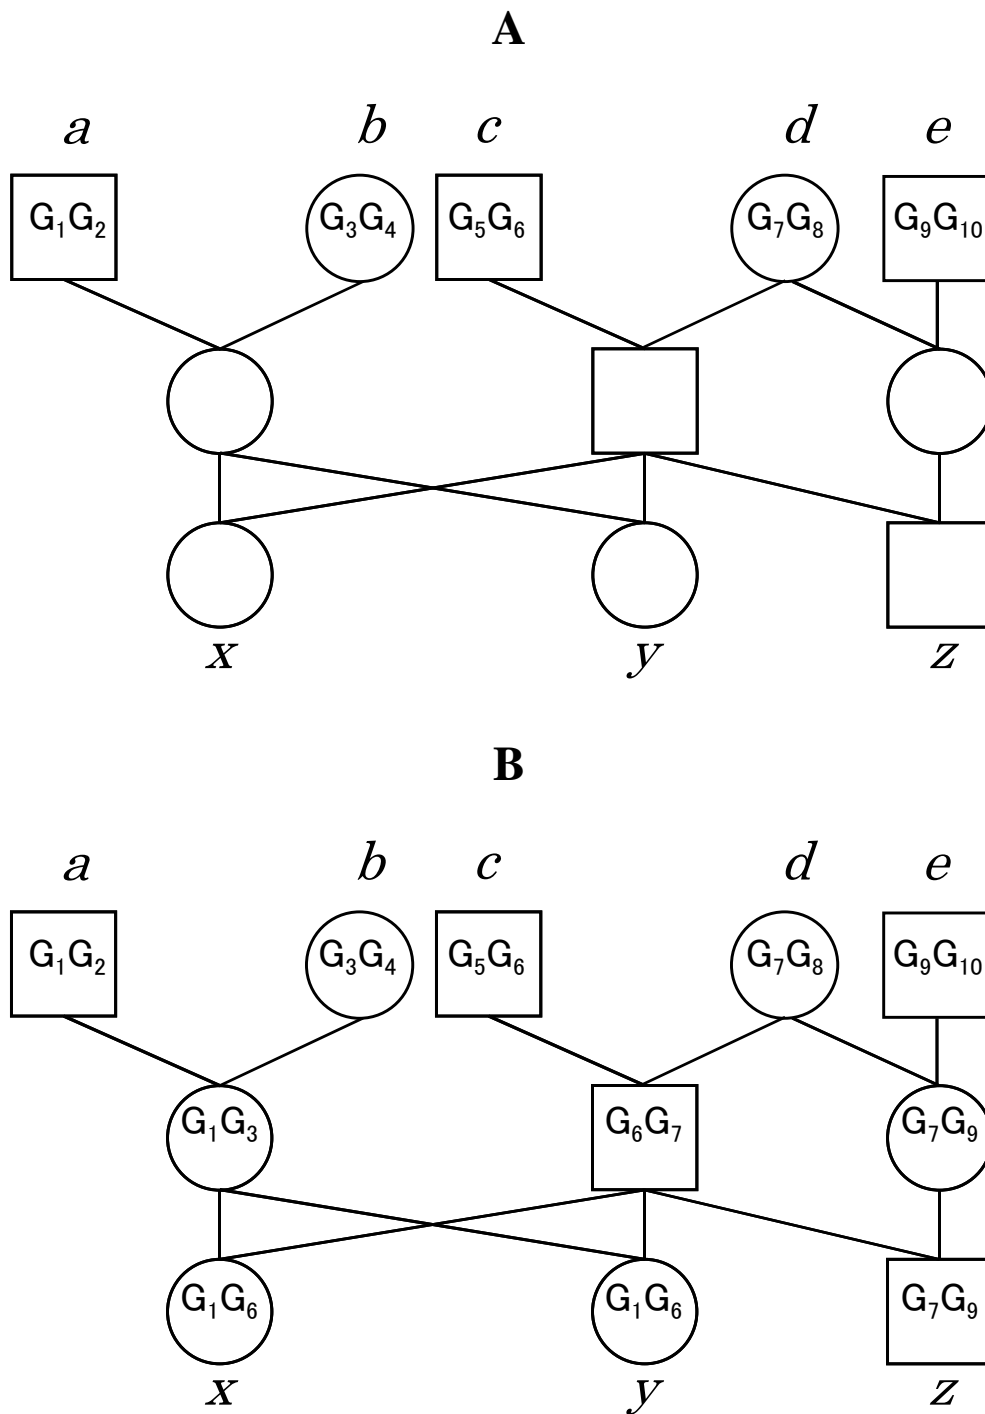 A
a b c d e
G₁G₂ G₃G₄ G₅G₆ G₇G₈ G₉G₁₀
x y z
B
a b c d e
G₁G₂ G₃G₄ G₅G₆ G₇G₈ G₉G₁₀
G₁G₃ G₆G₇ G₇G₉
G₁G₆ G₁G₆ G₇G₉
x y z